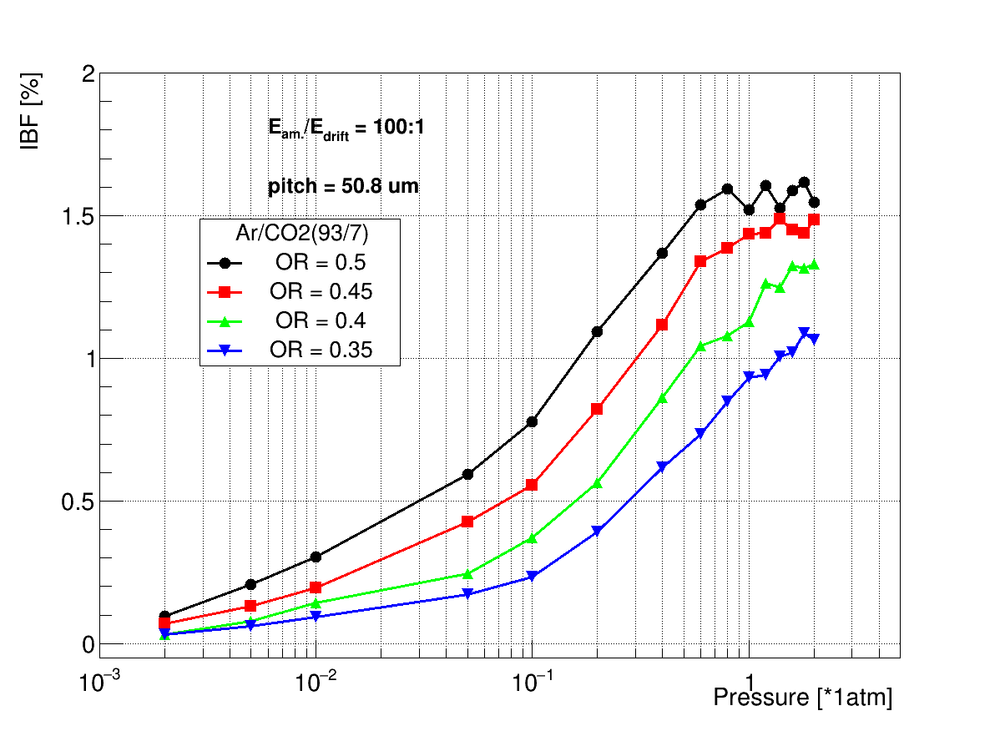 IBF [%]
2
1.5
1
0.5
0
E_am./E_drift = 100:1
pitch = 50.8 um
Ar/CO2(93/7)
OR = 0.5
OR = 0.45
OR = 0.4
OR = 0.35
10⁻³ 10⁻² 10⁻¹ 1
Pressure [*1atm]